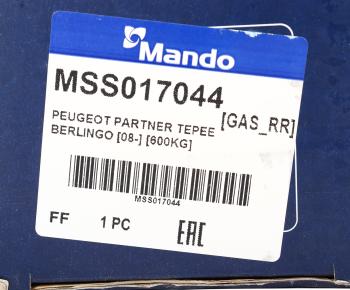 Mando
MSS017044
[GAS_RR]
PEUGEOT PARTNER TEPEE
BERLINGO [08-] [600KG]
MSS017044
FF 1 PC EAC